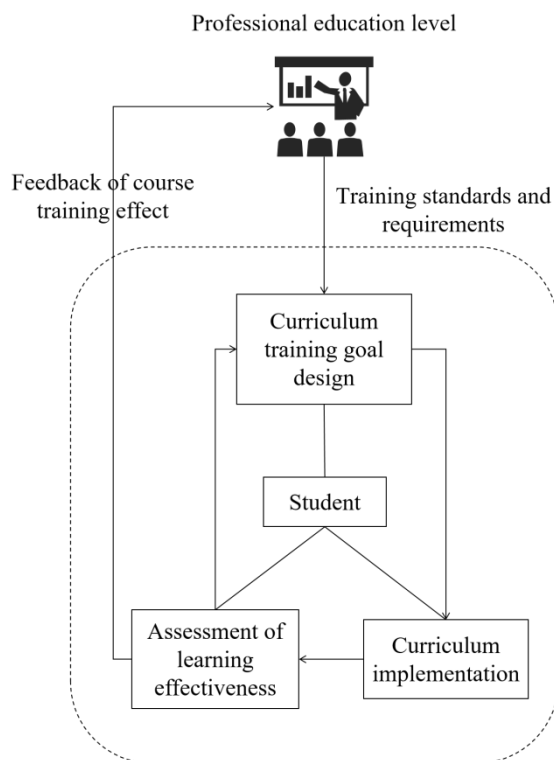 Professional education level
Feedback of course
training effect
Training standards and
requirements
Curriculum
training goal
design
Student
Assessment of
learning
effectiveness
Curriculum
implementation